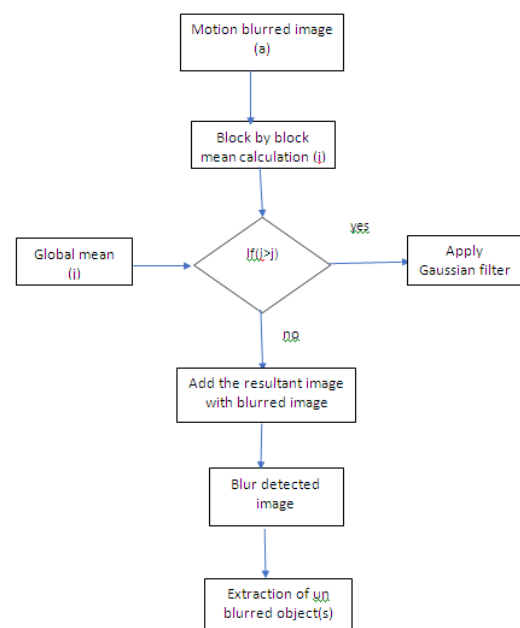 Motion blurred image
(a)
Block by block
mean calculation (j)
If(i>j)
yes
Global mean
(i)
Apply
Gaussian filter
no
Add the resultant image
with blurred image
Blur detected
image
Extraction of un
blurred object(s)